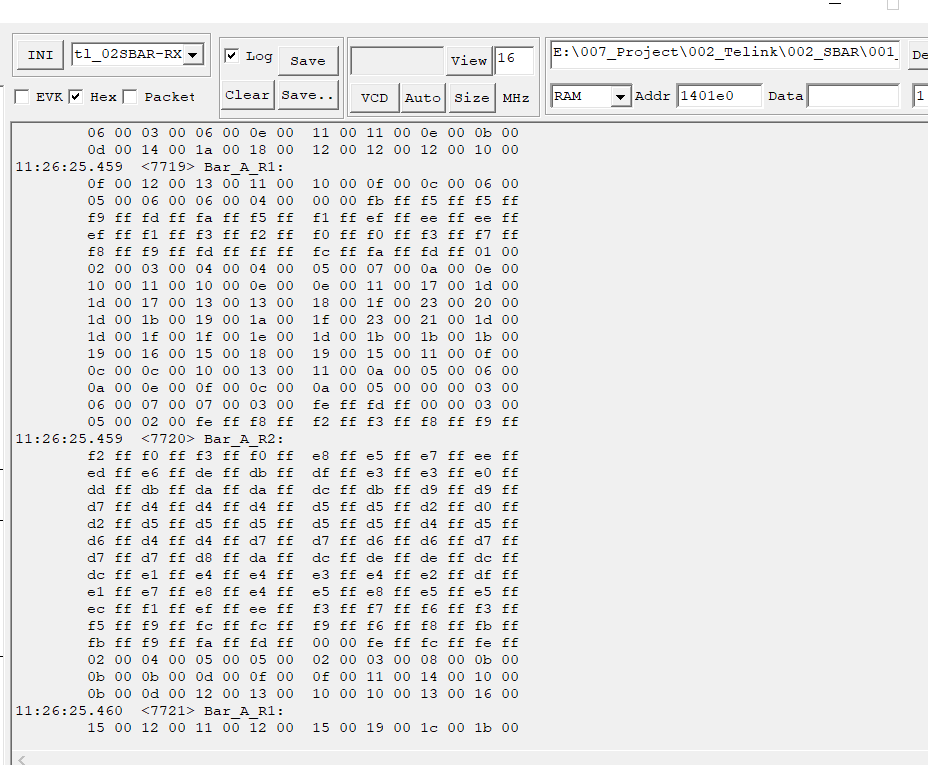 INI tl_02SBAR-RX Log Save View 16 E:\007_Project\002_Telink\002_SBAR\001_ De
EVK Hex Packet Clear Save.. VCD Auto Size MHz RAM Addr 1401e0 Data 1
06 00 03 00 06 00 0e 00 11 00 11 00 0e 00 0b 00
0d 00 14 00 1a 00 18 00 12 00 12 00 12 00 10 00
11:26:25.459 <7719> Bar_A_R1:
0f 00 12 00 13 00 11 00 10 00 0f 00 0c 00 06 00
05 00 06 00 06 00 04 00 00 00 fb ff f5 ff f5 ff
f9 ff fd ff fa ff f5 ff f1 ff ef ff ee ff ee ff
ef ff f1 ff f3 ff f2 ff f0 ff f0 ff f3 ff f7 ff
f8 ff f9 ff fd ff ff ff fc ff fa ff fd ff 01 00
02 00 03 00 04 00 04 00 05 00 07 00 0a 00 0e 00
10 00 11 00 10 00 0e 00 0e 00 11 00 17 00 1d 00
1d 00 17 00 13 00 13 00 18 00 1f 00 23 00 20 00
1d 00 1b 00 19 00 1a 00 1f 00 23 00 21 00 1d 00
1d 00 1f 00 1f 00 1e 00 1d 00 1b 00 1b 00 1b 00
19 00 16 00 15 00 18 00 19 00 15 00 11 00 0f 00
0c 00 0c 00 10 00 13 00 11 00 0a 00 05 00 06 00
0a 00 0e 00 0f 00 0c 00 0a 00 05 00 00 00 03 00
06 00 07 00 07 00 03 00 fe ff fd ff 00 00 03 00
05 00 02 00 fe ff f8 ff f2 ff f3 ff f8 ff f9 ff
11:26:25.459 <7720> Bar_A_R2:
f2 ff f0 ff f3 ff f0 ff e8 ff e5 ff e7 ff ee ff
ed ff e6 ff de ff db ff df ff e3 ff e3 ff e0 ff
dd ff db ff da ff da ff dc ff db ff d9 ff d9 ff
d7 ff d4 ff d4 ff d4 ff d5 ff d5 ff d2 ff d0 ff
d2 ff d5 ff d5 ff d5 ff d5 ff d5 ff d4 ff d5 ff
d6 ff d4 ff d4 ff d7 ff d7 ff d6 ff d6 ff d7 ff
d7 ff d7 ff d8 ff da ff dc ff de ff de ff dc ff
dc ff e1 ff e4 ff e4 ff e3 ff e4 ff e2 ff df ff
e1 ff e7 ff e8 ff e4 ff e5 ff e8 ff e5 ff e5 ff
ec ff f1 ff ef ff ee ff f3 ff f7 ff f6 ff f3 ff
f5 ff f9 ff fc ff fc ff f9 ff f6 ff f8 ff fb ff
fb ff f9 ff fa ff fd ff 00 00 fe ff fc ff fe ff
02 00 04 00 05 00 05 00 02 00 03 00 08 00 0b 00
0b 00 0b 00 0d 00 0f 00 0f 00 11 00 14 00 10 00
0b 00 0d 00 12 00 13 00 10 00 10 00 13 00 16 00
11:26:25.460 <7721> Bar_A_R1:
15 00 12 00 11 00 12 00 15 00 19 00 1c 00 1b 00